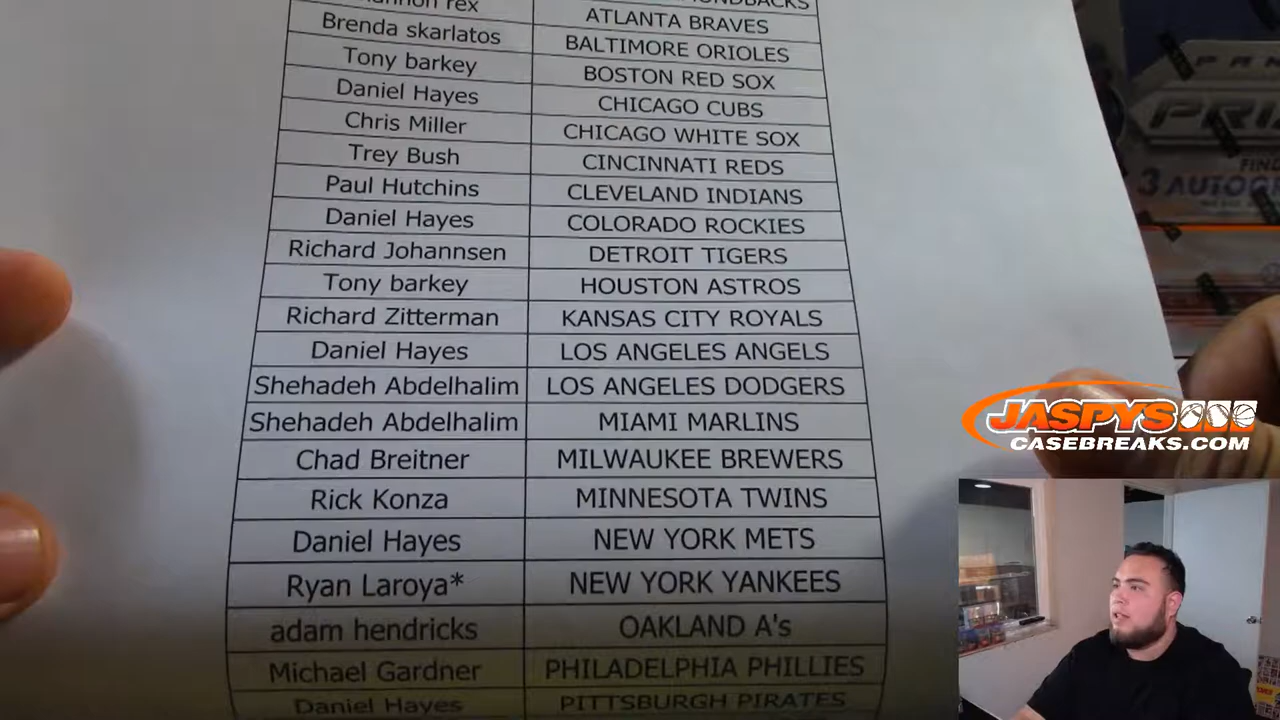 rex
ATLANTA BRAVES
Brenda skarlatos BALTIMORE ORIOLES
Tony barkey BOSTON RED SOX
Daniel Hayes CHICAGO CUBS
Chris Miller CHICAGO WHITE SOX
Trey Bush CINCINNATI REDS
Paul Hutchins CLEVELAND INDIANS
Daniel Hayes COLORADO ROCKIES
Richard Johannsen DETROIT TIGERS
Tony barkey HOUSTON ASTROS
Richard Zitterman KANSAS CITY ROYALS
Daniel Hayes LOS ANGELES ANGELS
Shehadeh Abdelhalim LOS ANGELES DODGERS
Shehadeh Abdelhalim MIAMI MARLINS
Chad Breitner MILWAUKEE BREWERS
Rick Konza MINNESOTA TWINS
Daniel Hayes NEW YORK METS
Ryan Laroya* NEW YORK YANKEES
adam hendricks OAKLAND A's
Michael Gardner PHILADELPHIA PHILLIES
Daniel Hayes PITTSBURGH PIRATES
3
JASPYS
CASEBREAKS.COM